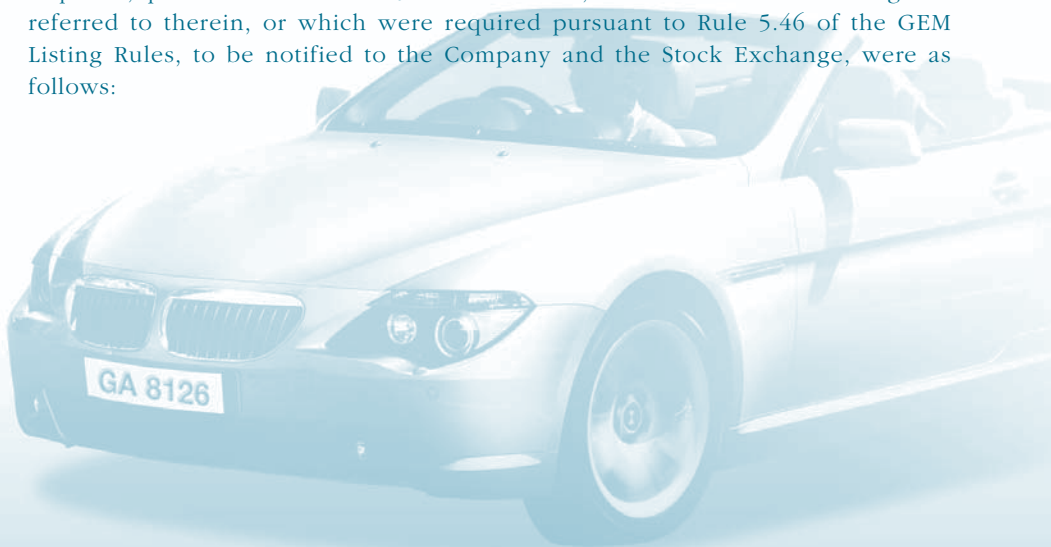 referred to therein, or which were required pursuant to Rule 5.46 of the GEM
Listing Rules, to be notified to the Company and the Stock Exchange, were as
follows:
GA 8126